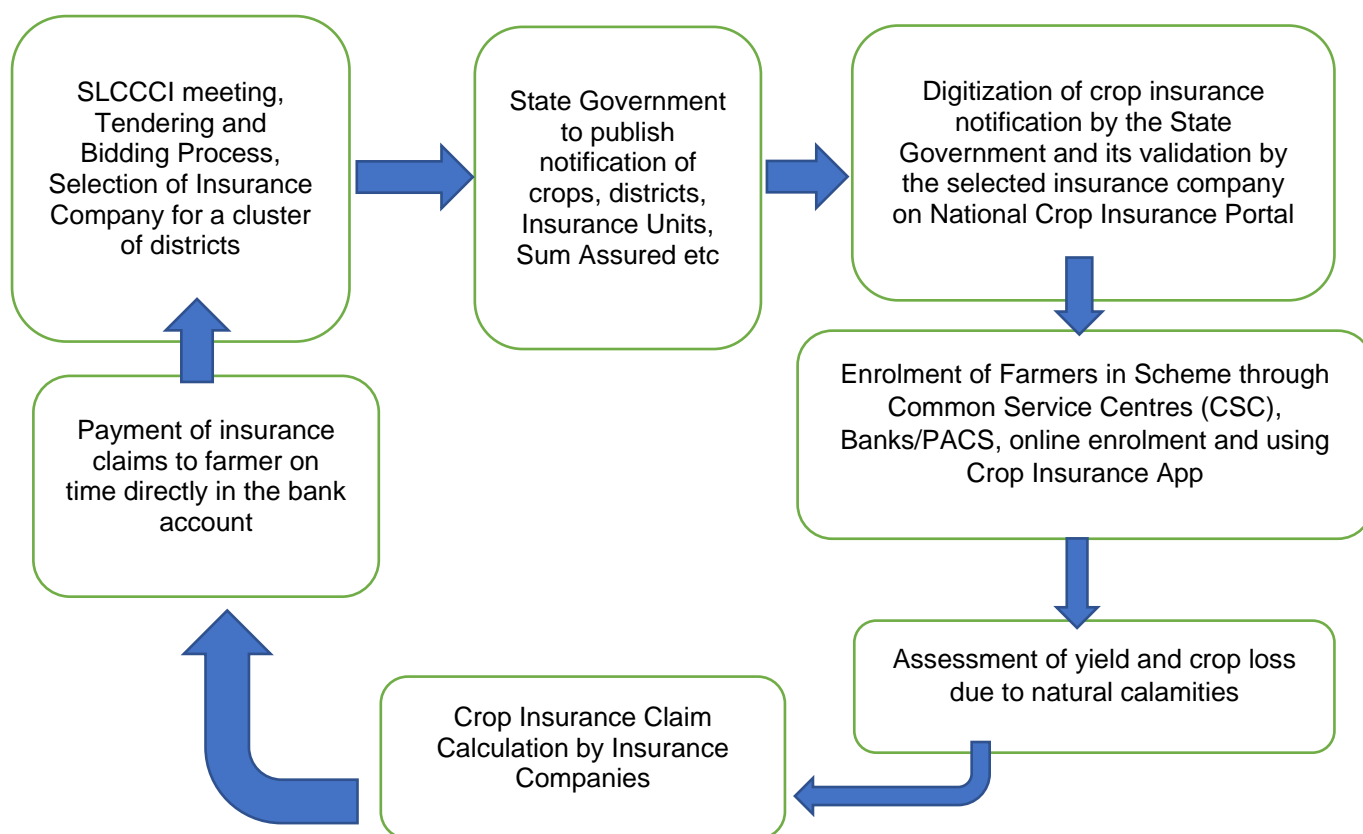 SLCCCI meeting,
Tendering and
Bidding Process,
Selection of Insurance
Company for a cluster
of districts
State Government
to publish
notification of
crops, districts,
Insurance Units,
Sum Assured etc
Digitization of crop insurance
notification by the State
Government and its validation by
the selected insurance company
on National Crop Insurance Portal
Enrolment of Farmers in Scheme through
Common Service Centres (CSC),
Banks/PACS, online enrolment and using
Crop Insurance App
Assessment of yield and crop loss
due to natural calamities
Crop Insurance Claim
Calculation by Insurance
Companies
Payment of insurance
claims to farmer on
time directly in the bank
account